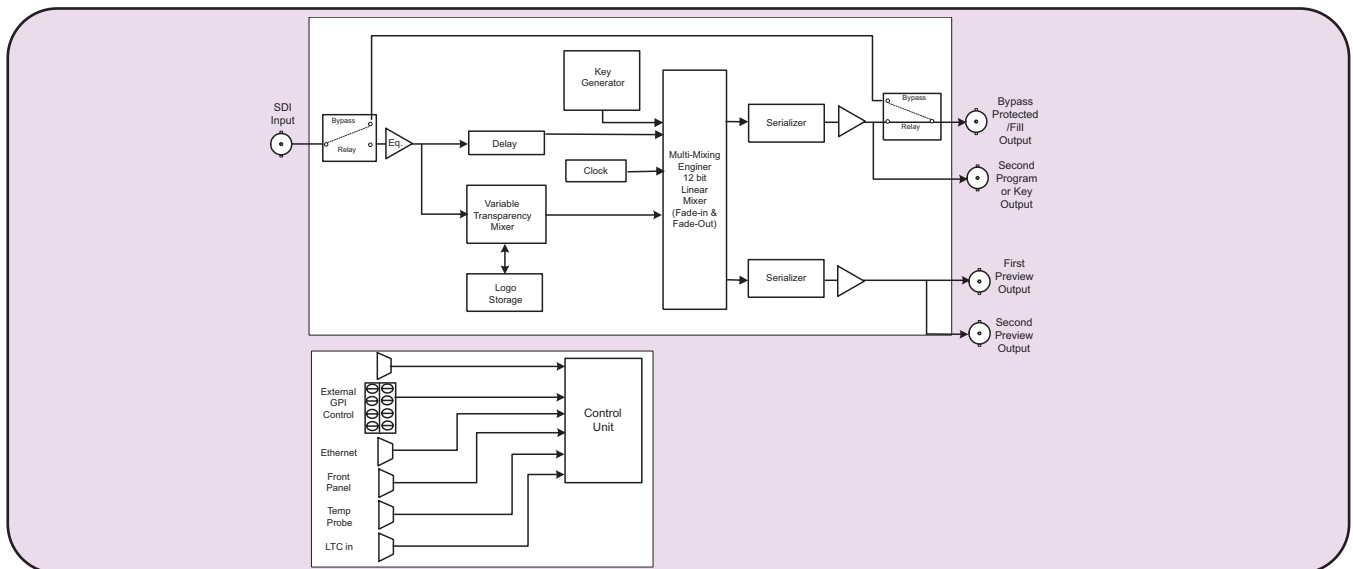 SDI
Input
Bypass
Relay
Eq.
Key
Generator
Delay
Clock
Variable
Transparency
Mixer
Logo
Storage
Multi-Mixing
Enginer
12 bit
Linear
Mixer
(Fade-in &
Fade-Out)
Serializer
Bypass
Relay
Bypass
Protected
/Fill
Output
Second
Program
or Key
Output
Serializer
First
Preview
Output
Second
Preview
Output
External
GPI
Control
Ethernet
Front
Panel
Temp
Probe
LTC in
Control
Unit